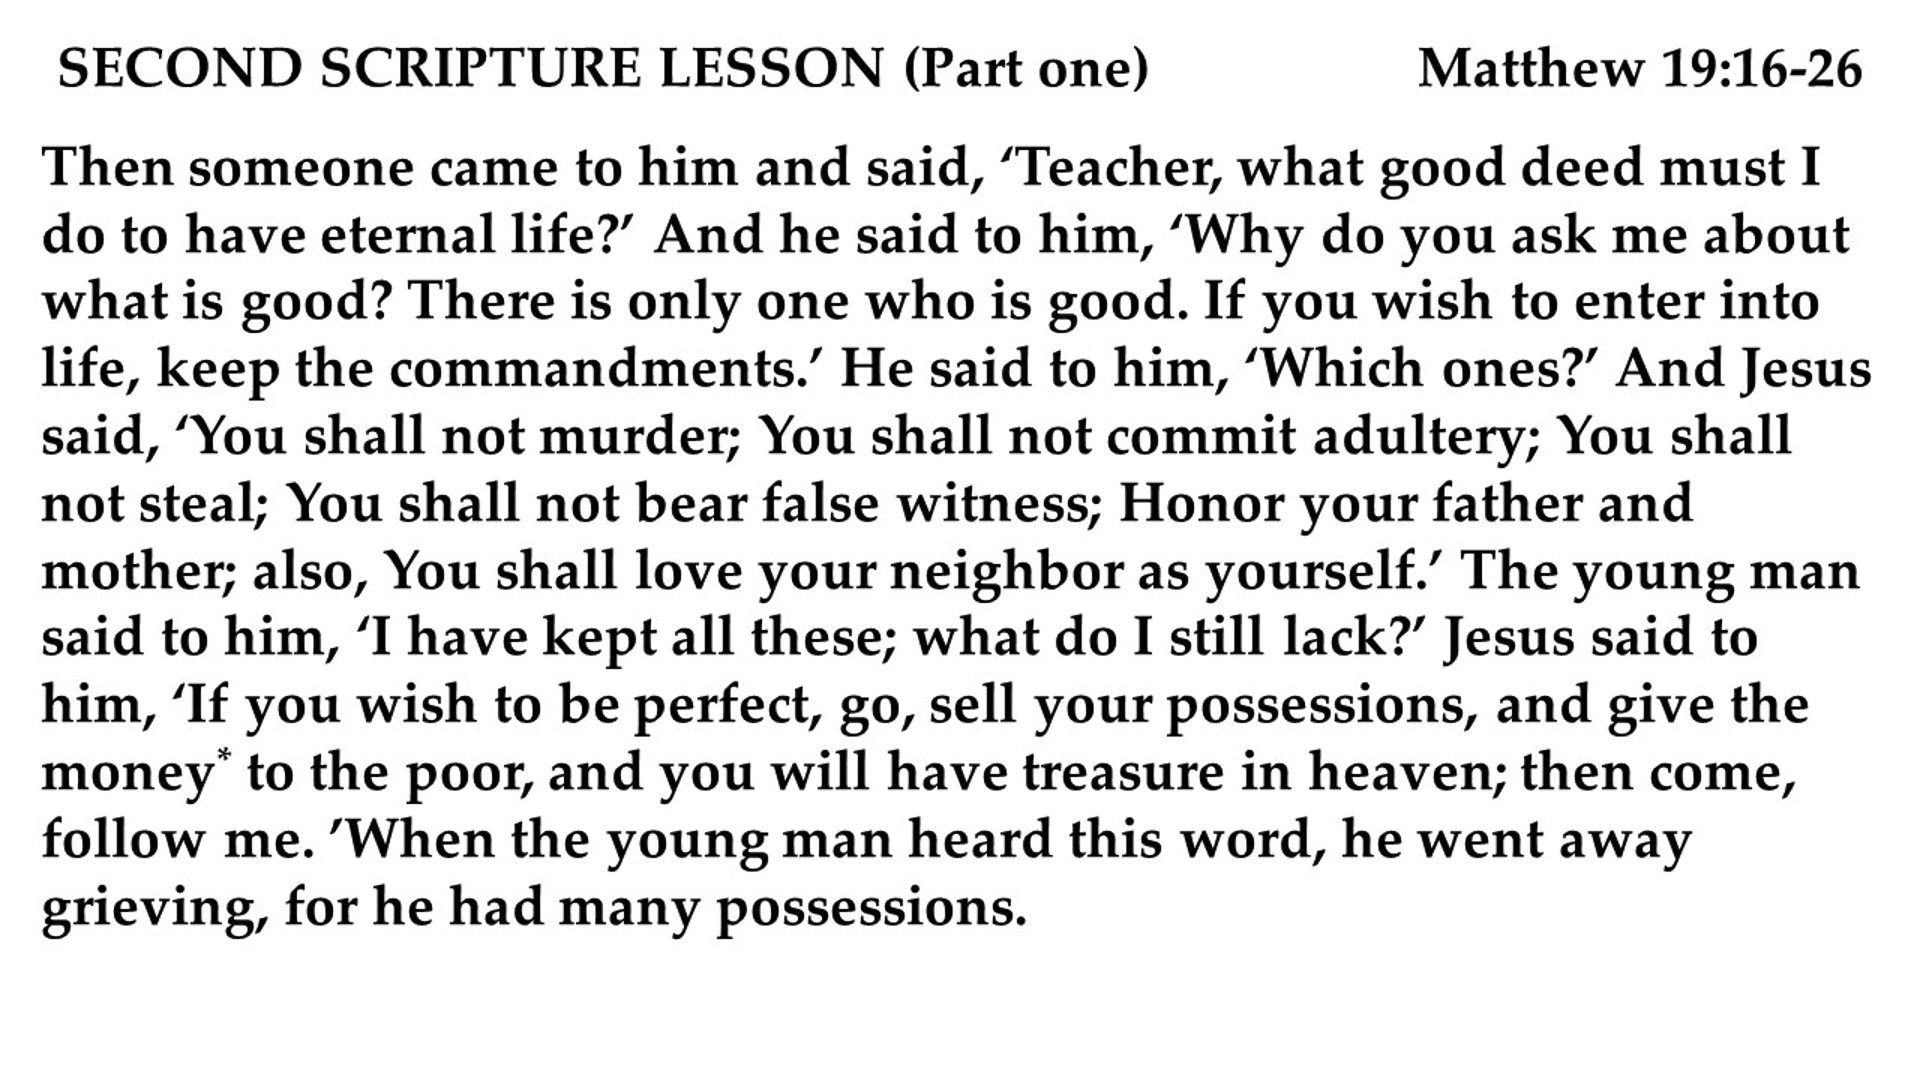 SECOND SCRIPTURE LESSON (Part one) Matthew 19:16-26
Then someone came to him and said, ‘Teacher, what good deed must I
do to have eternal life?’ And he said to him, ‘Why do you ask me about
what is good? There is only one who is good. If you wish to enter into
life, keep the commandments.’ He said to him, ‘Which ones?’ And Jesus
said, ‘You shall not murder; You shall not commit adultery; You shall
not steal; You shall not bear false witness; Honor your father and
mother; also, You shall love your neighbor as yourself.’ The young man
said to him, ‘I have kept all these; what do I still lack?’ Jesus said to
him, ‘If you wish to be perfect, go, sell your possessions, and give the
money* to the poor, and you will have treasure in heaven; then come,
follow me. ’When the young man heard this word, he went away
grieving, for he had many possessions.